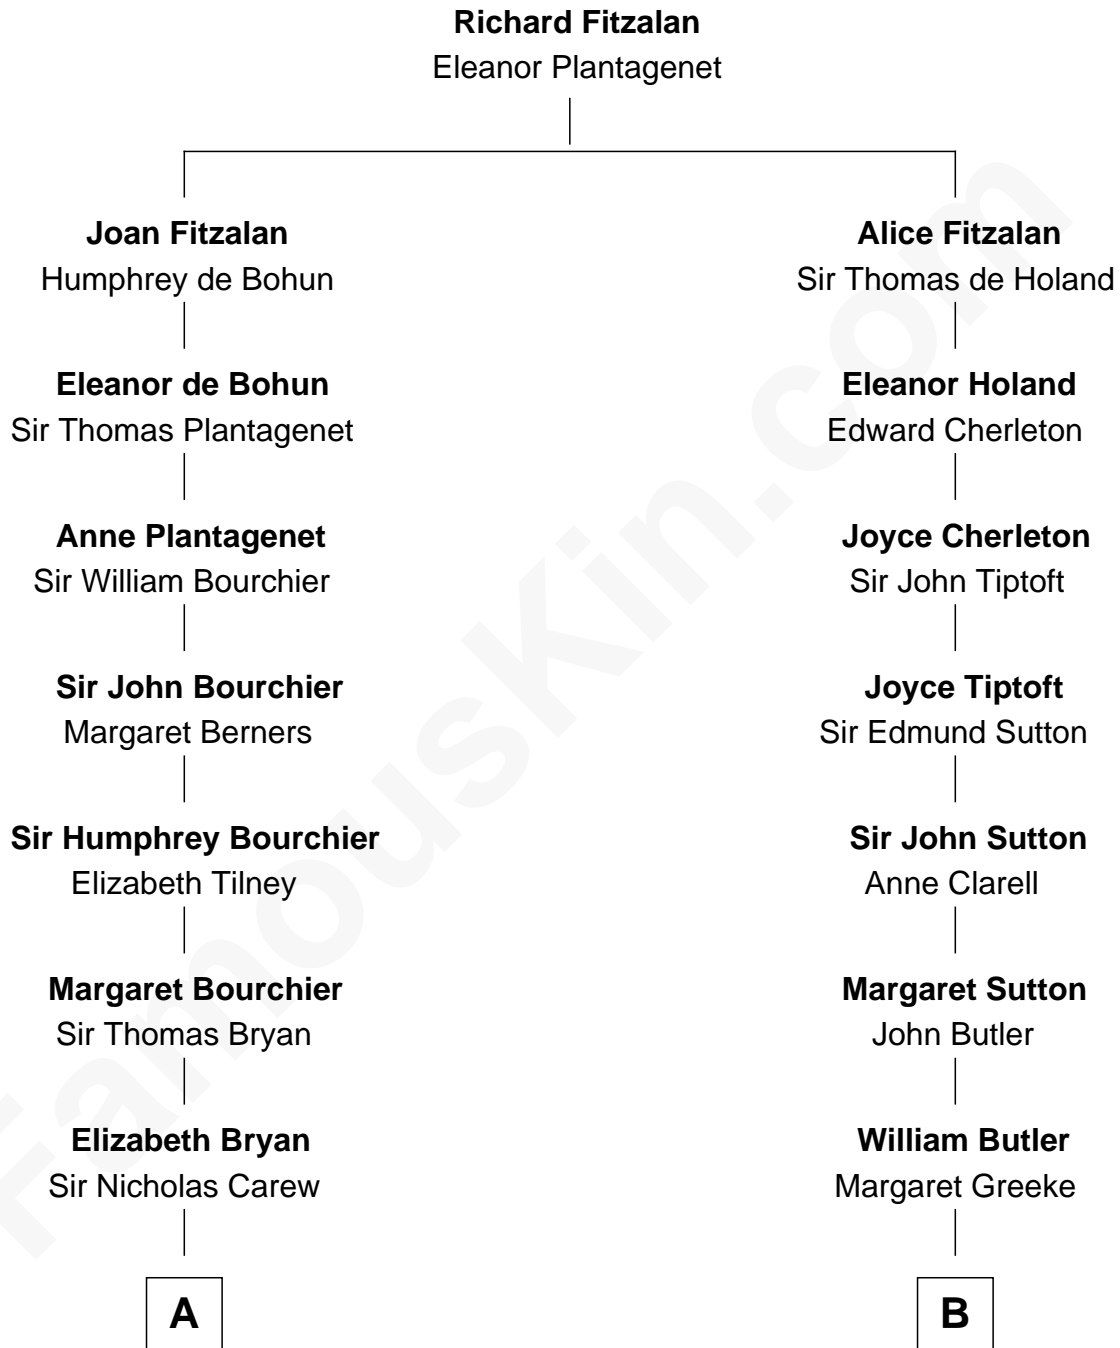 Richard Fitzalan
Eleanor Plantagenet
Joan Fitzalan
Humphrey de Bohun
Alice Fitzalan
Sir Thomas de Holand
Eleanor de Bohun
Sir Thomas Plantagenet
Eleanor Holand
Edward Cherleton
Anne Plantagenet
Sir William Bourchier
Joyce Cherleton
Sir John Tiptoft
Sir John Bourchier
Margaret Berners
Joyce Tiptoft
Sir Edmund Sutton
Sir Humphrey Bourchier
Elizabeth Tilney
Sir John Sutton
Anne Clarell
Margaret Bourchier
Sir Thomas Bryan
Margaret Sutton
John Butler
Elizabeth Bryan
Sir Nicholas Carew
William Butler
Margaret Greeke
A
B
FamousKin.com